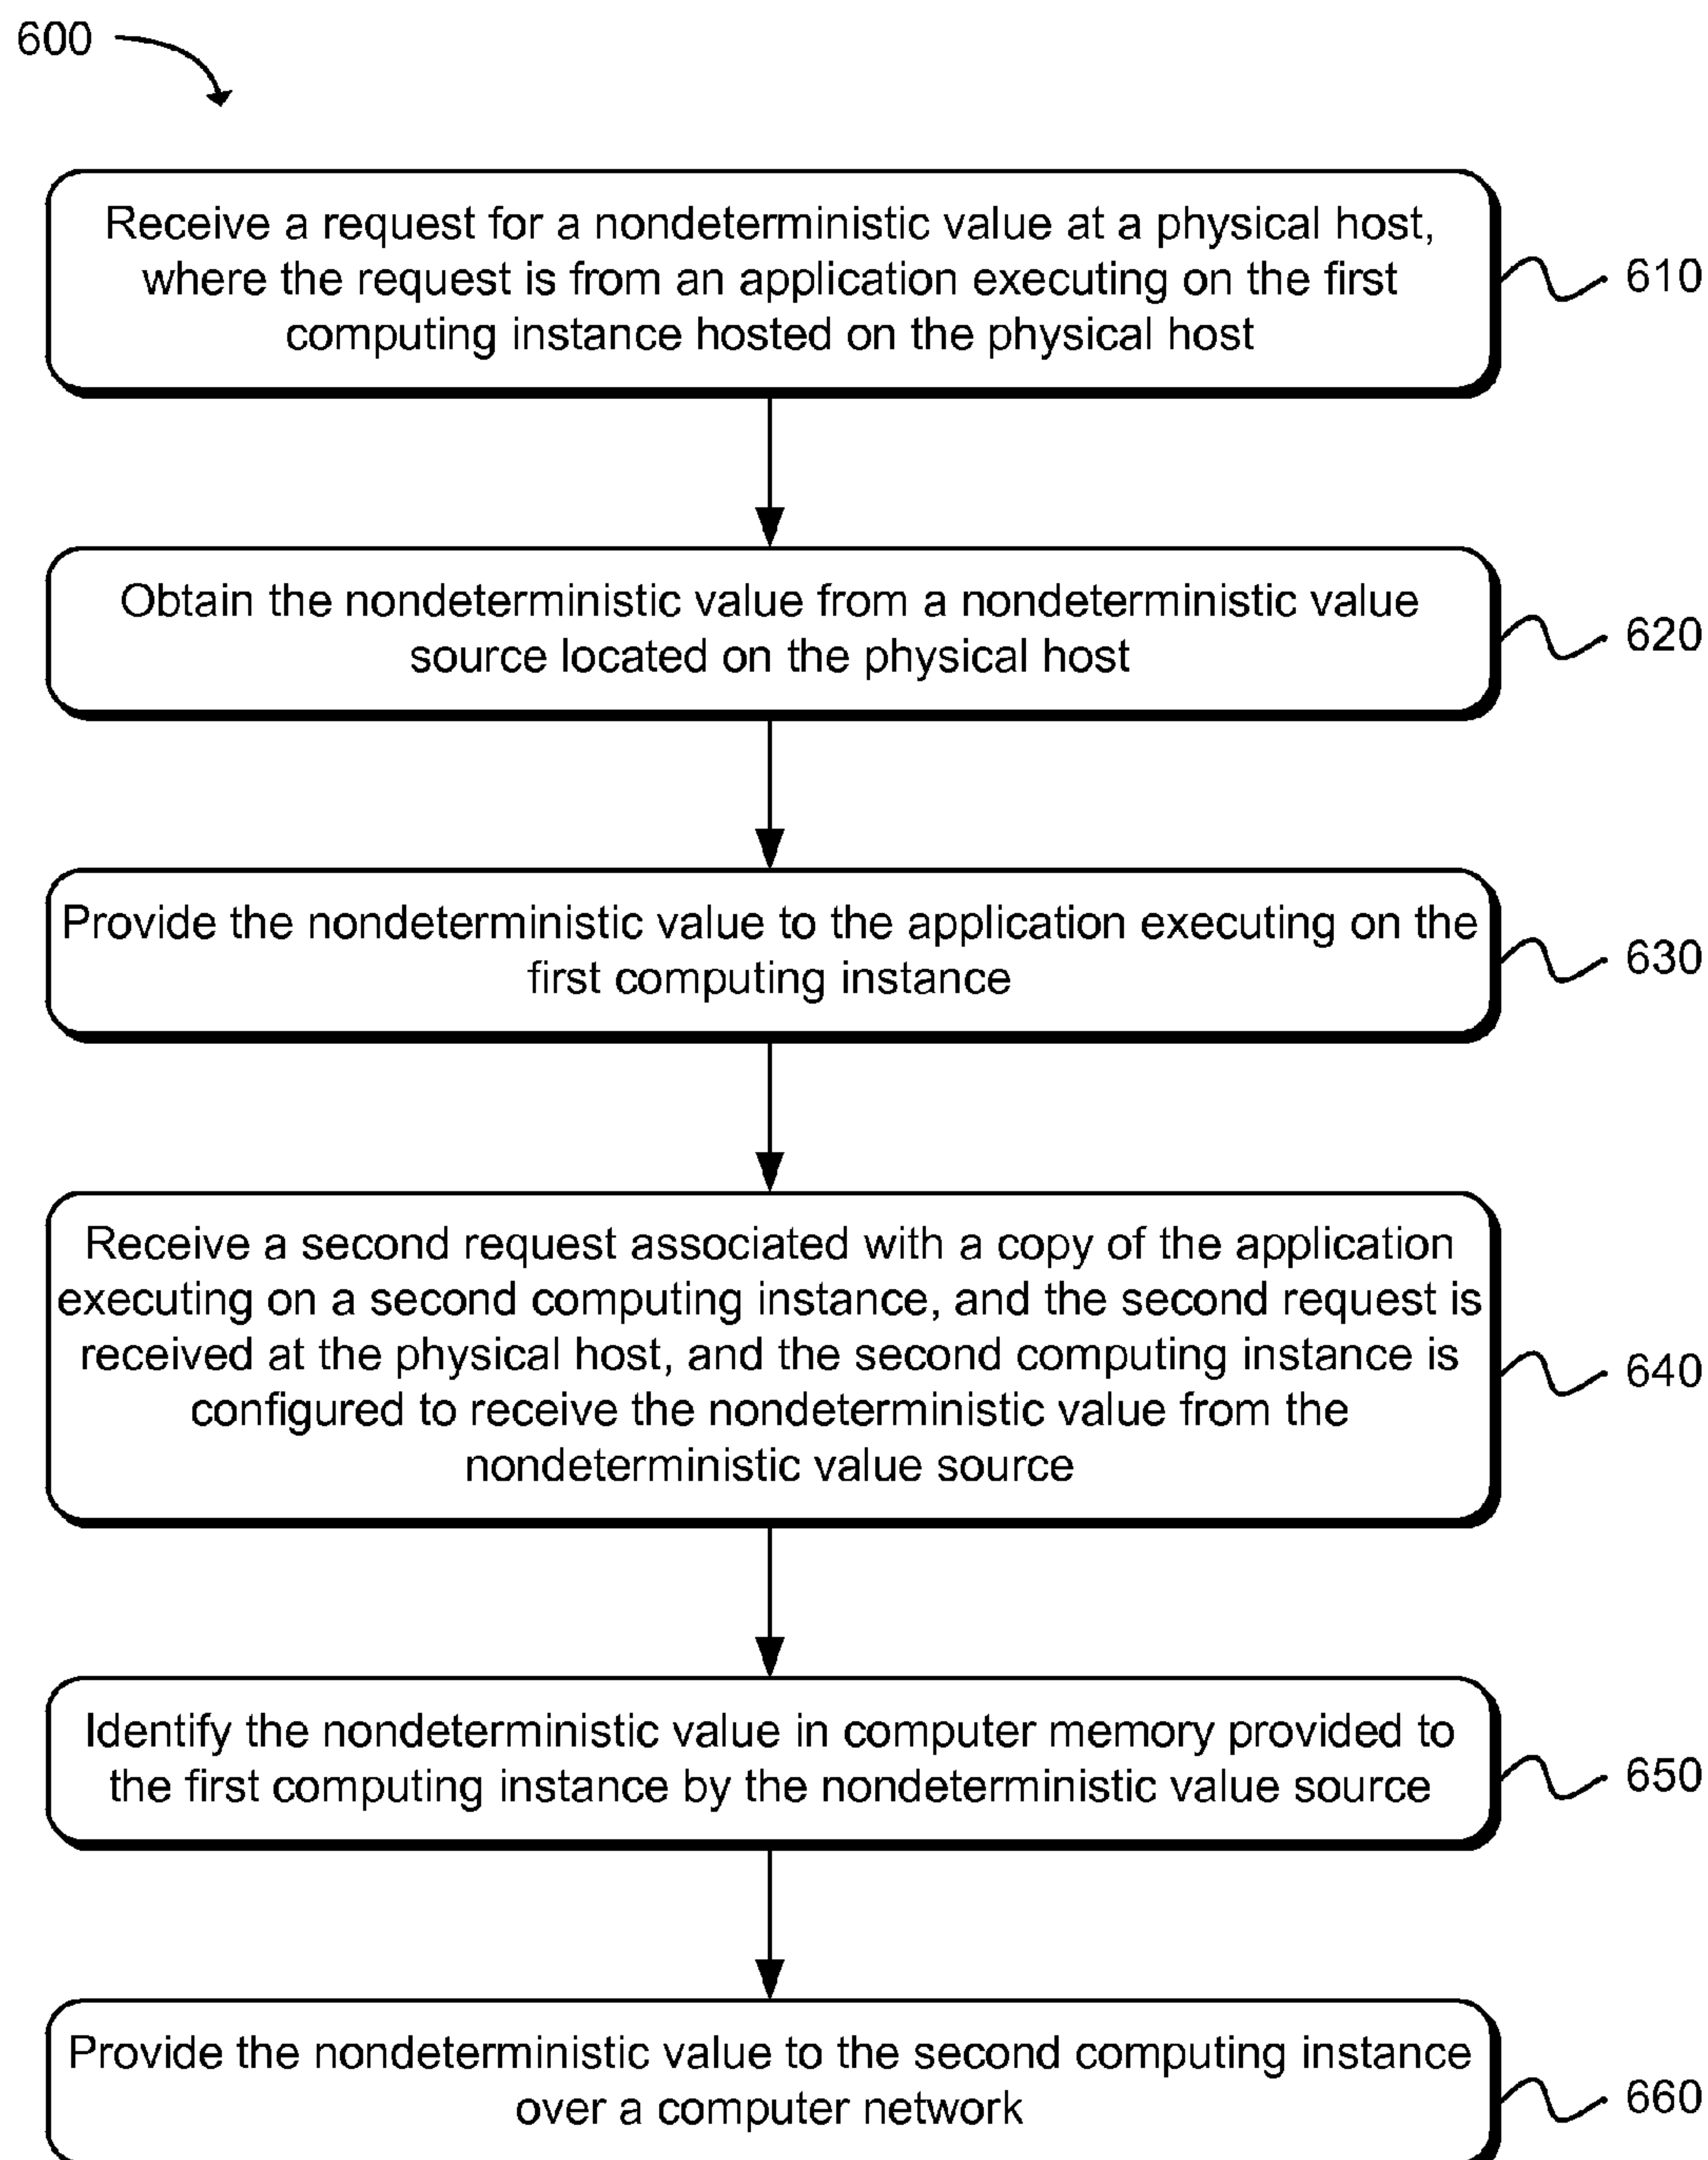 600
Receive a request for a nondeterministic value at a physical host,
where the request is from an application executing on the first
computing instance hosted on the physical host
610
Obtain the nondeterministic value from a nondeterministic value
source located on the physical host
620
Provide the nondeterministic value to the application executing on the
first computing instance
630
Receive a second request associated with a copy of the application
executing on a second computing instance, and the second request is
received at the physical host, and the second computing instance is
configured to receive the nondeterministic value from the
nondeterministic value source
640
Identify the nondeterministic value in computer memory provided to
the first computing instance by the nondeterministic value source
650
Provide the nondeterministic value to the second computing instance
over a computer network
660